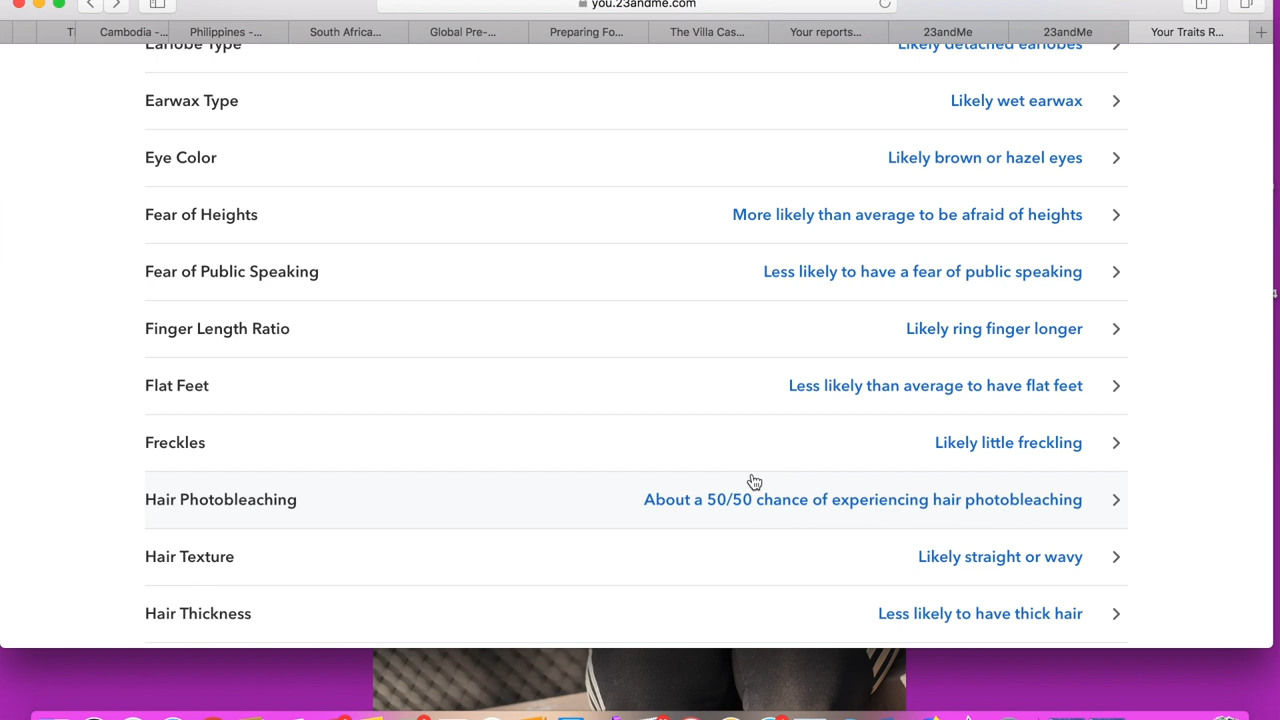 you.23andme.com
Cambodia -... Philippines -... South Africa... Global Pre-... Preparing Fo... The Villa Cas... Your reports... 23andMe 23andMe Your Traits R...
Earlobe Type Likely detached earlobes
Earwax Type Likely wet earwax
Eye Color Likely brown or hazel eyes
Fear of Heights More likely than average to be afraid of heights
Fear of Public Speaking Less likely to have a fear of public speaking
Finger Length Ratio Likely ring finger longer
Flat Feet Less likely than average to have flat feet
Freckles Likely little freckling
Hair Photobleaching About a 50/50 chance of experiencing hair photobleaching
Hair Texture Likely straight or wavy
Hair Thickness Less likely to have thick hair